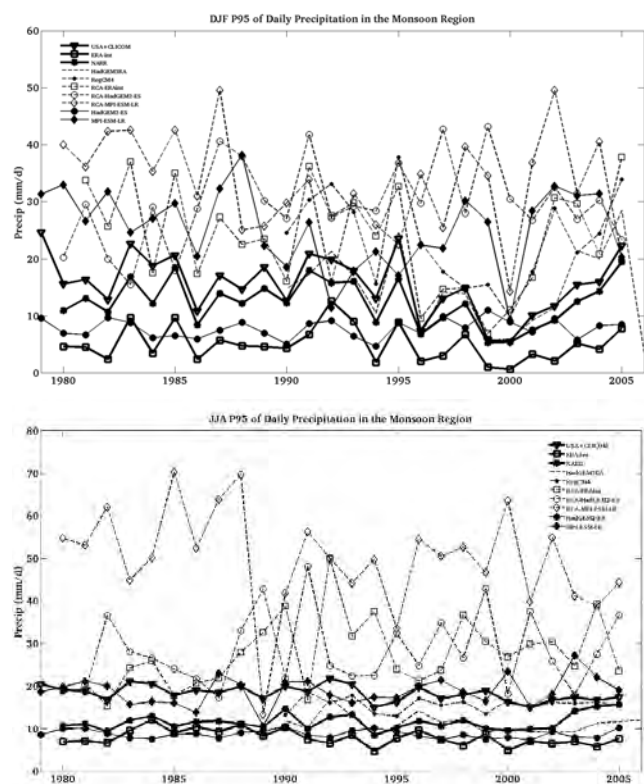 DJF P95 of Daily Precipitation in the Monsoon Region
Precip (mm/d)
60
50
40
30
20
10
0
USA+CLICOM
ERA-int
NARR
HadGEM3RA
RegCM4
RCA-ERAint
RCA-HadGEM2-ES
RCA-MPI-ESM-LR
HadGEM2-ES
MPI-ESM-LR
1980 1985 1990 1995 2000 2005
JJA P95 of Daily Precipitation in the Monsoon Region
Precip (mm/d)
80
70
60
50
40
30
20
10
0
NARR
RegCM4
1980 1985 1990 1995 2000 2005